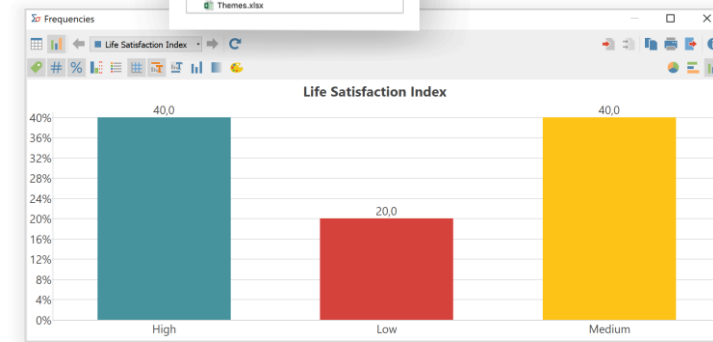 Themes.xlsx
Frequencies
Life Satisfaction Index
Life Satisfaction Index
40,0
20,0
40,0
40%
36%
32%
28%
24%
20%
16%
12%
8%
4%
0%
High
Low
Medium